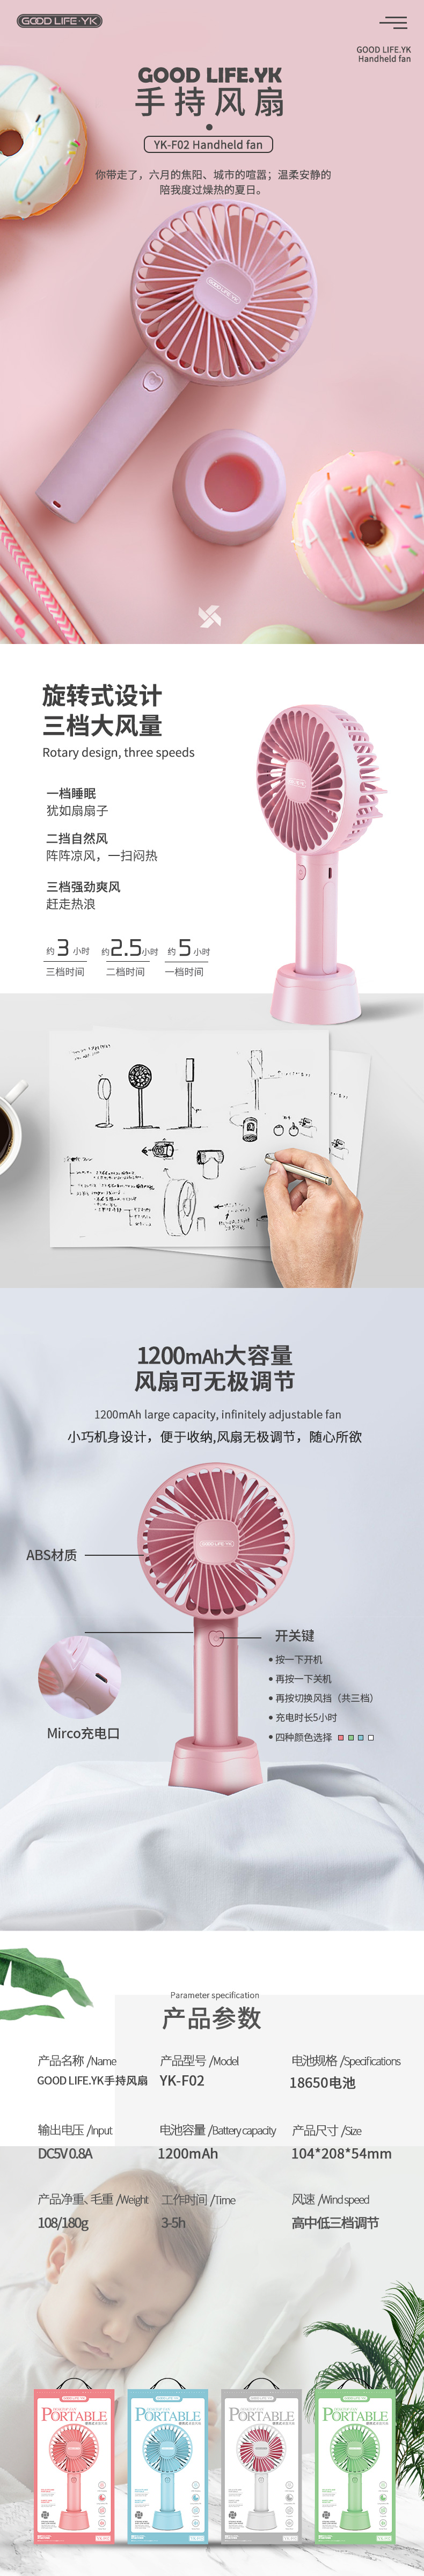 GOOD LIFE·YK
GOOD LIFE.YK
Handheld fan
GOOD LIFE.YK
手持风扇
YK-F02 Handheld fan
你带走了，六月的焦阳、城市的喧嚣；温柔安静的
陪我度过燥热的夏日。
GOOD LIFE·YK
旋转式设计
三档大风量
Rotary design, three speeds
一档睡眠
犹如扇扇子
二挡自然风
阵阵凉风，一扫闷热
三档强劲爽风
赶走热浪
约3小时 约2.5小时 约5小时
三档时间 二档时间 一档时间
1200mAh大容量
风扇可无极调节
1200mAh large capacity, infinitely adjustable fan
小巧机身设计，便于收纳,风扇无极调节，随心所欲
GOOD LIFE·YK
ABS材质
开关键
• 按一下开机
• 再按一下关机
• 再按切换风挡（共三档）
• 充电时长5小时
• 四种颜色选择
Mirco充电口
Parameter specification
产品参数
产品名称 /Name 产品型号 /Model 电池规格 /Specifications
GOOD LIFE.YK手持风扇 YK-F02 18650电池
输出电压 /Input 电池容量 /Battery capacity 产品尺寸 /Size
DC5V 0.8A 1200mAh 104*208*54mm
产品净重、毛重 /Weight 工作时间 /Time 风速 /Wind speed
108/180g 3-5h 高中低三档调节
PORTABLE PORTABLE PORTABLE PORTABLE